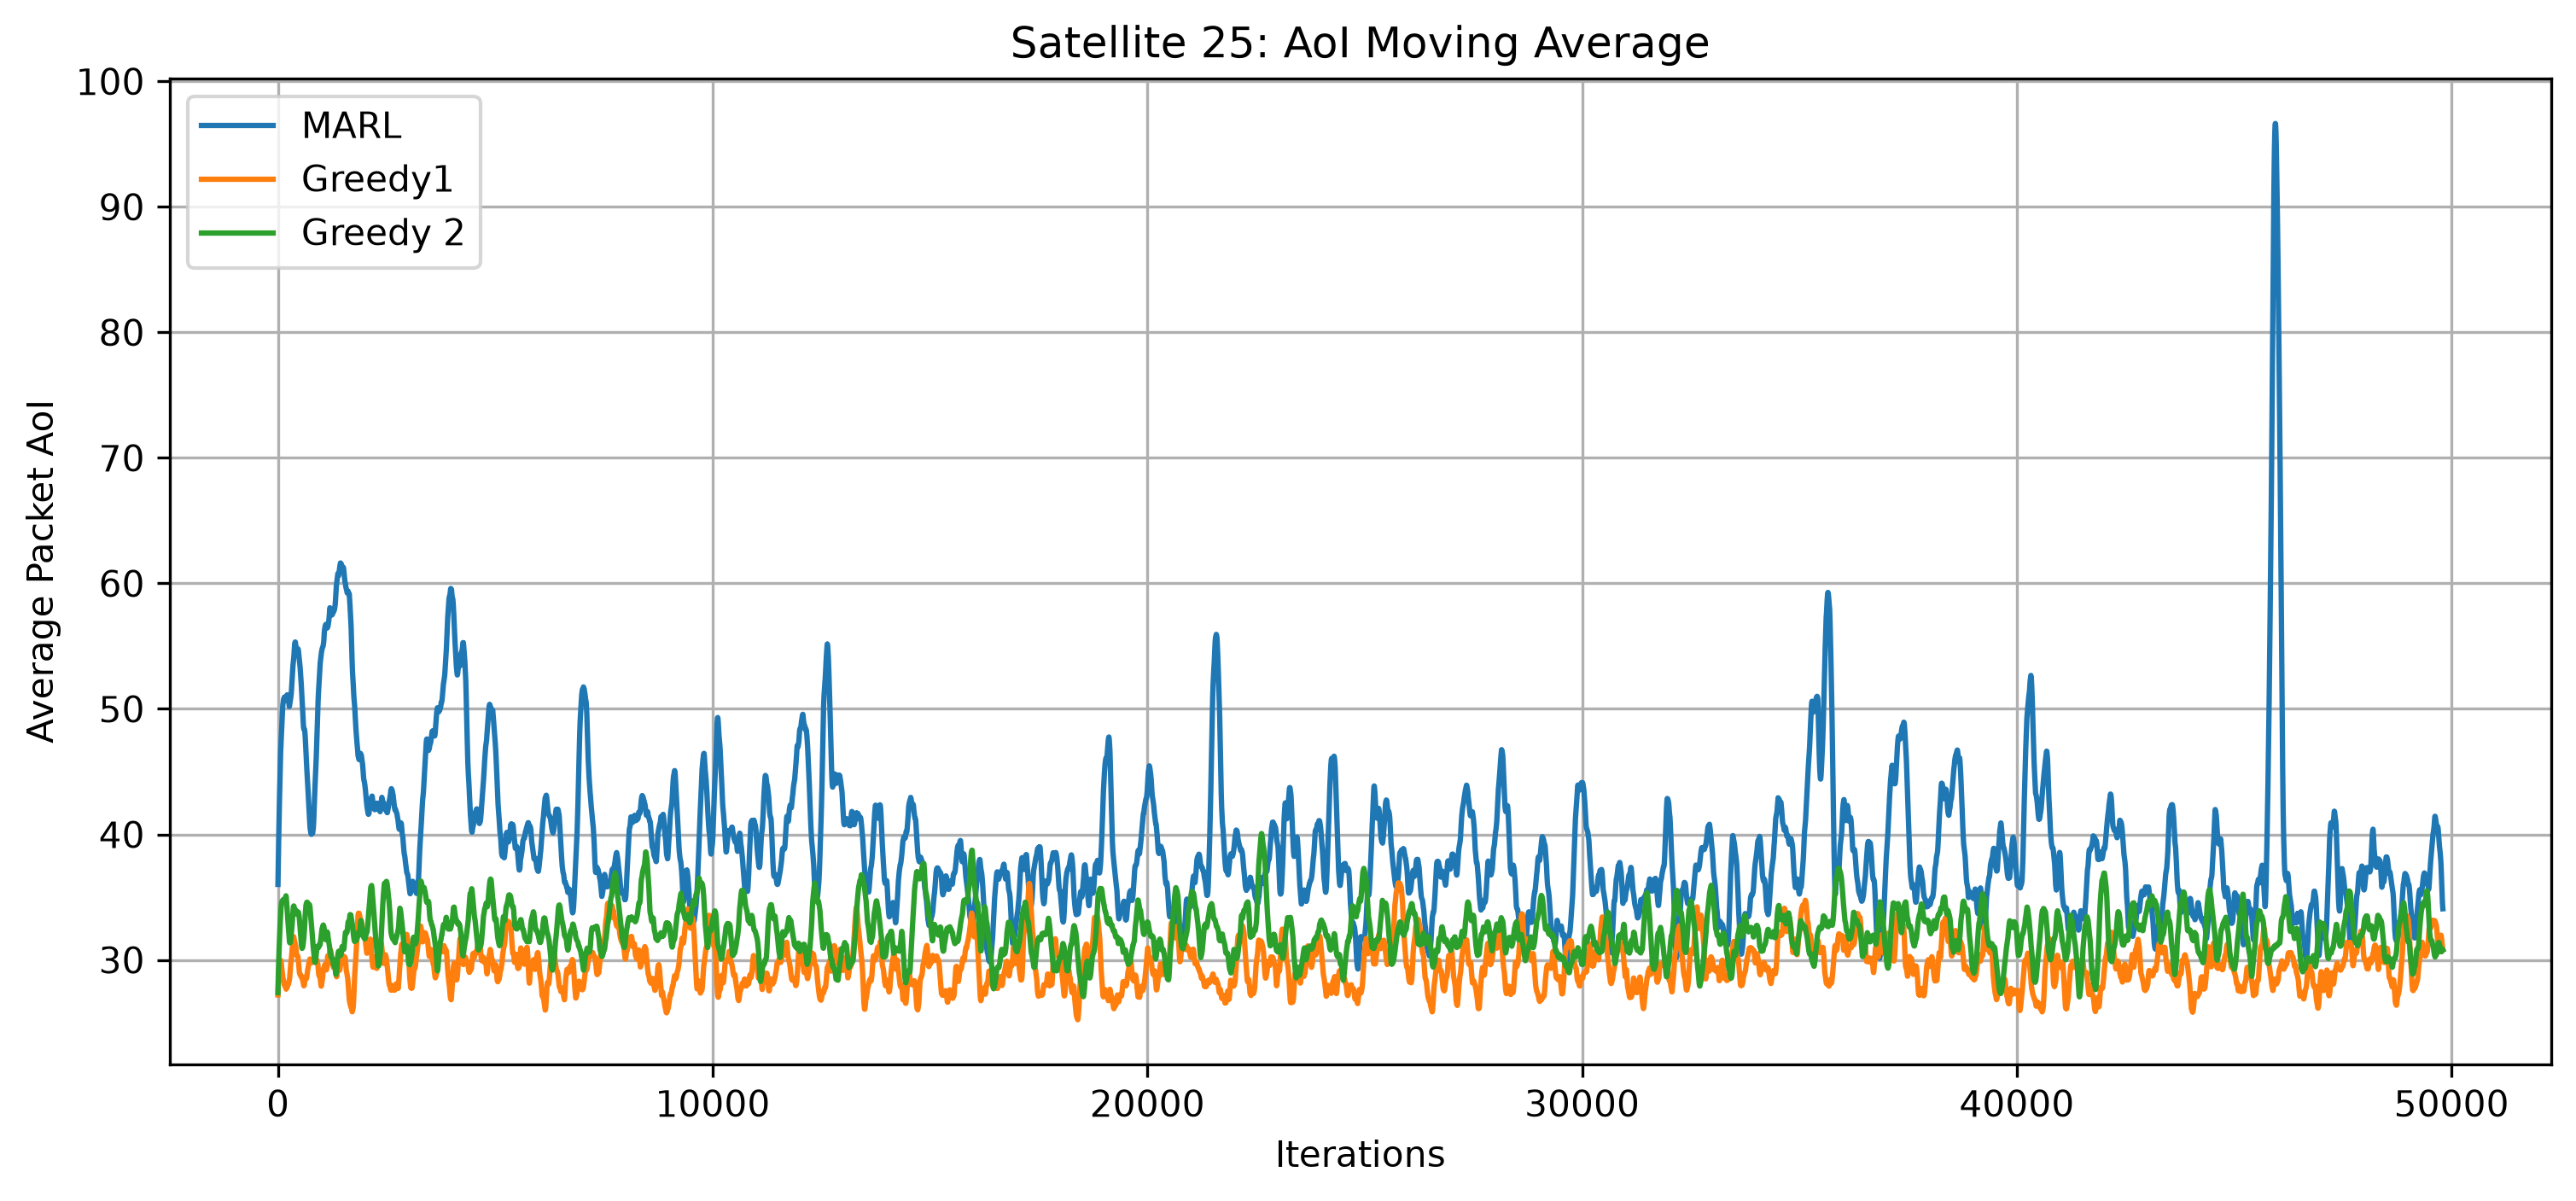 Satellite 25: AoI Moving Average
100
90
80
70
60
50
40
30
Average Packet AoI
MARL
Greedy1
Greedy 2
0
10000
20000
30000
40000
50000
Iterations